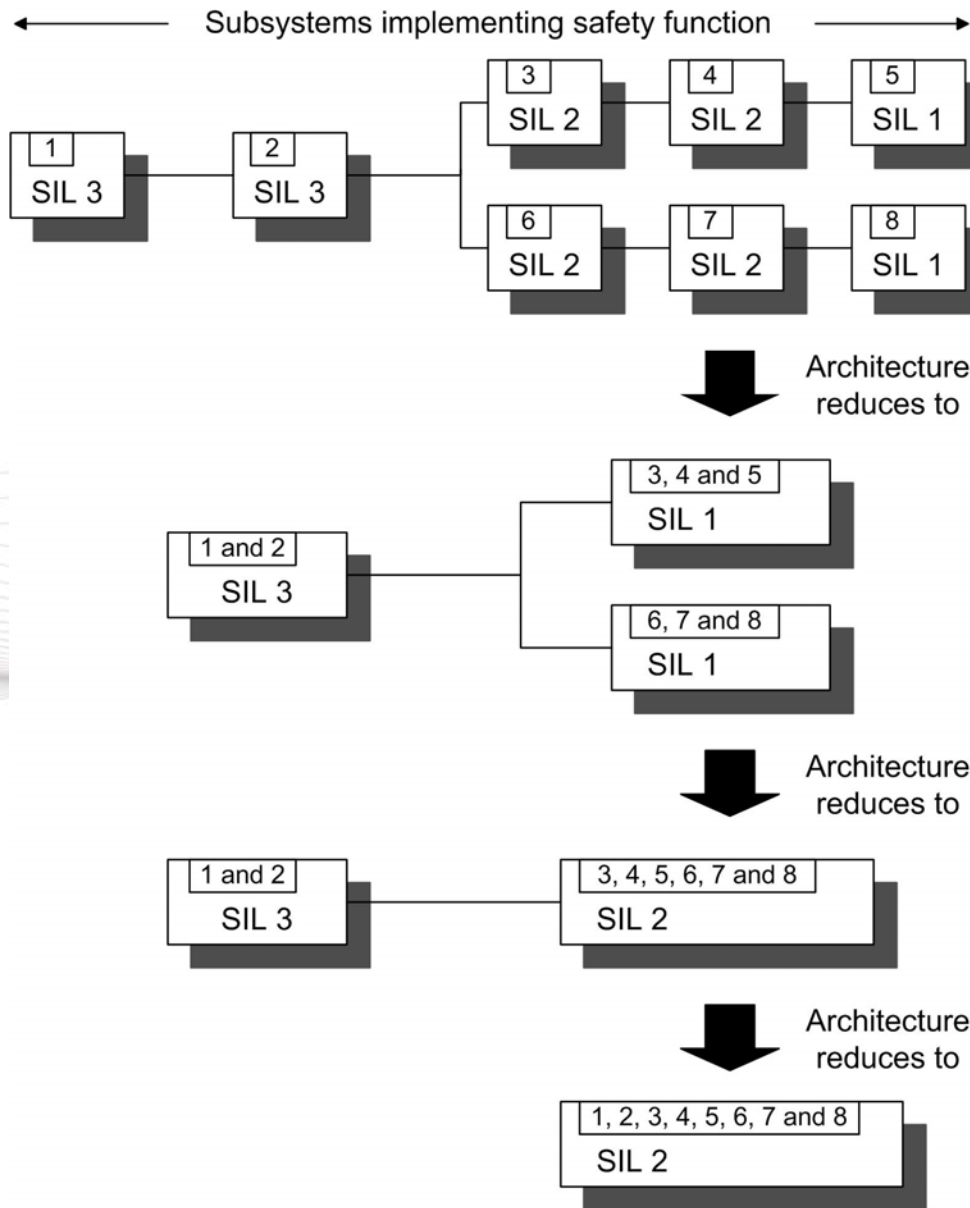 Subsystems implementing safety function
3
4
5
SIL 2
SIL 2
SIL 1
1
2
SIL 3
SIL 3
6
7
8
SIL 2
SIL 2
SIL 1
Architecture
reduces to
3, 4 and 5
SIL 1
1 and 2
SIL 3
6, 7 and 8
SIL 1
Architecture
reduces to
1 and 2
SIL 3
3, 4, 5, 6, 7 and 8
SIL 2
Architecture
reduces to
1, 2, 3, 4, 5, 6, 7 and 8
SIL 2